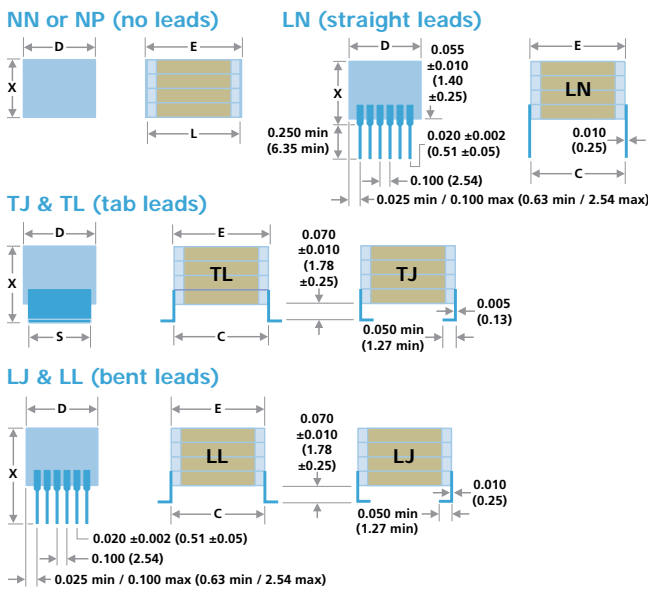 NN or NP (no leads)
D
E
X
L
LN (straight leads)
D
0.055
±0.010
(1.40
±0.25)
X
0.250 min
(6.35 min)
0.020 ±0.002
(0.51 ±0.05)
0.100 (2.54)
0.025 min / 0.100 max (0.63 min / 2.54 max)
E
LN
0.010
(0.25)
C
TJ & TL (tab leads)
D
X
S
E
TL
C
0.070
±0.010
(1.78
±0.25)
TJ
0.005
(0.13)
0.050 min
(1.27 min)
LJ & LL (bent leads)
D
X
0.020 ±0.002 (0.51 ±0.05)
0.100 (2.54)
0.025 min / 0.100 max (0.63 min / 2.54 max)
E
LL
C
0.070
±0.010
(1.78
±0.25)
LJ
0.010
(0.25)
0.050 min
(1.27 min)